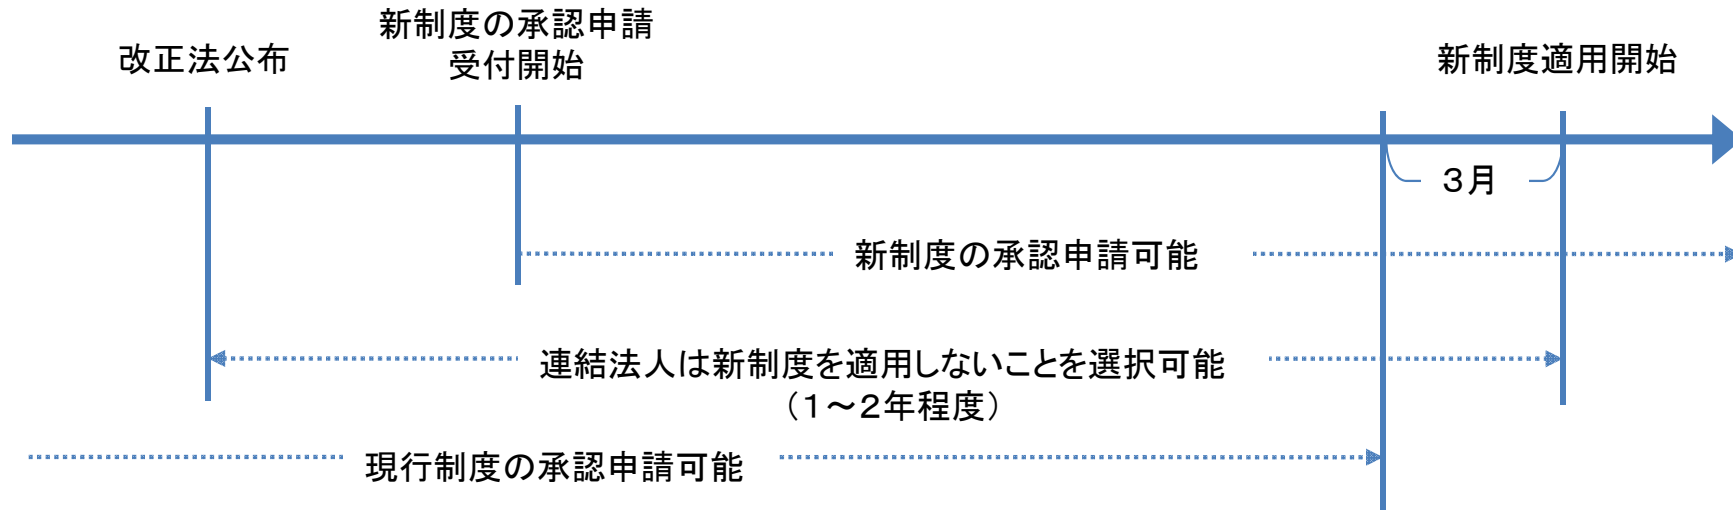 新制度の承認申請
受付開始
改正法公布
新制度適用開始
3月
新制度の承認申請可能
連結法人は新制度を適用しないことを選択可能
（1～2年程度）
現行制度の承認申請可能